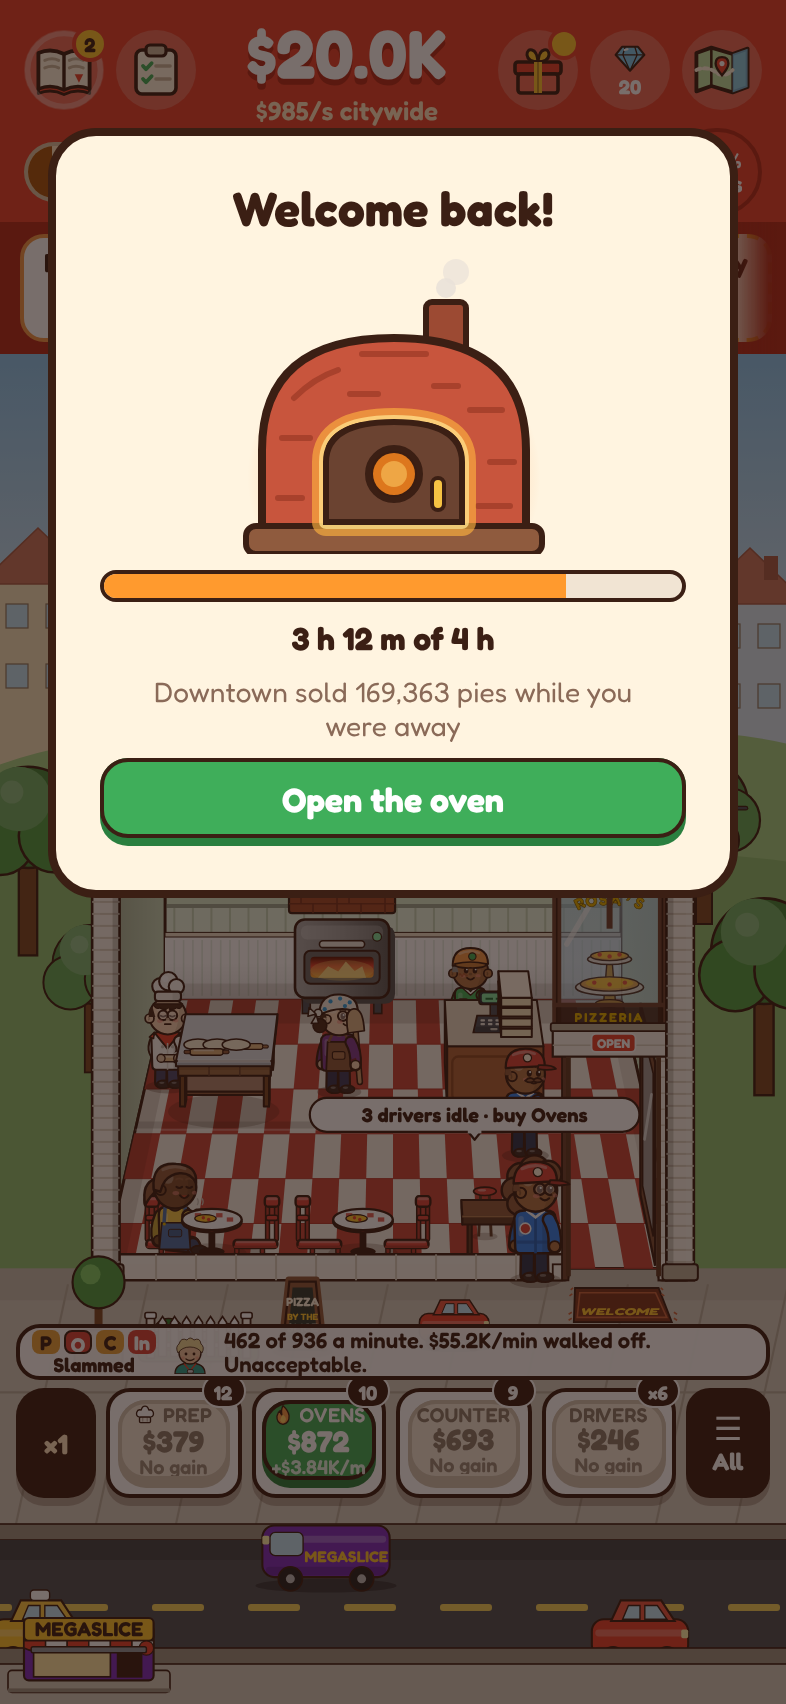 2
$20.0K
$985/s citywide
20
Welcome back!
3 h 12 m of 4 h
Downtown sold 169,363 pies while you
were away
Open the oven
ROSA'S
PIZZERIA
OPEN
3 drivers idle · buy Ovens
PIZZA
BY THE
WELCOME
P O C In
Slammed
462 of 936 a minute. $55.2K/min walked off.
Unacceptable.
x1
12
PREP
$379
No gain
10
OVENS
$872
+$3.84K/m
9
COUNTER
$693
No gain
x6
DRIVERS
$246
No gain
All
MEGASLICE
MEGASLICE